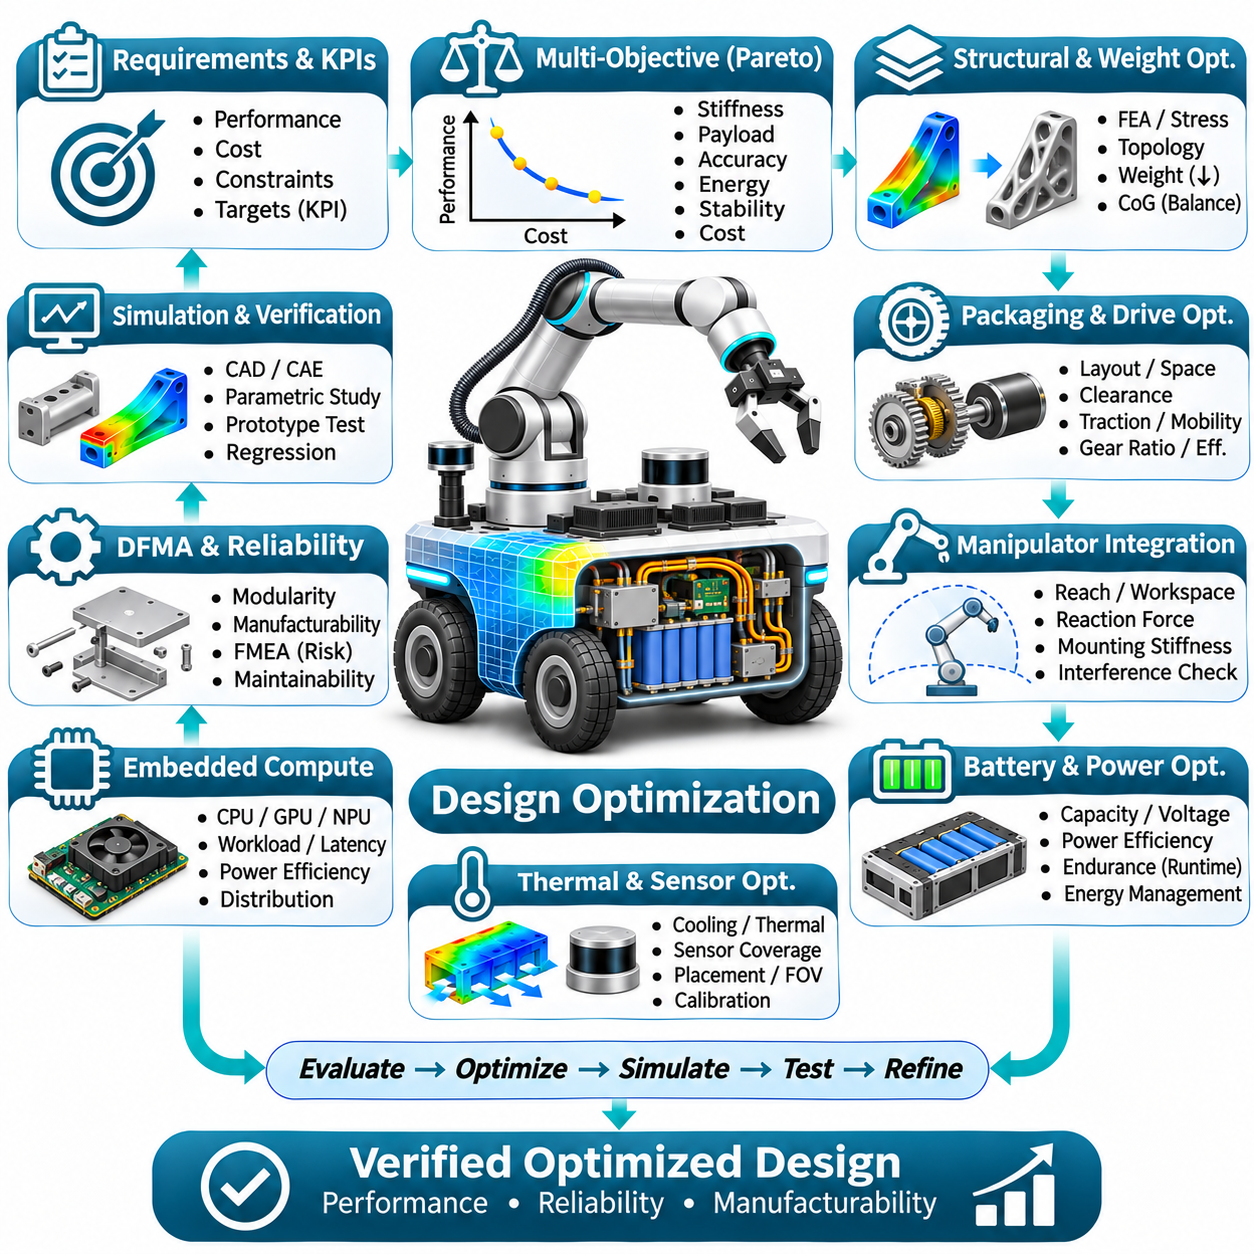 Requirements & KPIs
• Performance
• Cost
• Constraints
• Targets (KPI)
Multi-Objective (Pareto)
Performance
Cost
• Stiffness
• Payload
• Accuracy
• Energy
• Stability
• Cost
Structural & Weight Opt.
• FEA / Stress
• Topology
• Weight (↓)
• CoG (Balance)
Simulation & Verification
• CAD / CAE
• Parametric Study
• Prototype Test
• Regression
Packaging & Drive Opt.
• Layout / Space
• Clearance
• Traction / Mobility
• Gear Ratio / Eff.
DFMA & Reliability
• Modularity
• Manufacturability
• FMEA (Risk)
• Maintainability
Manipulator Integration
• Reach / Workspace
• Reaction Force
• Mounting Stiffness
• Interference Check
Embedded Compute
• CPU / GPU / NPU
• Workload / Latency
• Power Efficiency
• Distribution
Design Optimization
Battery & Power Opt.
• Capacity / Voltage
• Power Efficiency
• Endurance (Runtime)
• Energy Management
Thermal & Sensor Opt.
• Cooling / Thermal
• Sensor Coverage
• Placement / FOV
• Calibration
Evaluate → Optimize → Simulate → Test → Refine
Verified Optimized Design
Performance • Reliability • Manufacturability